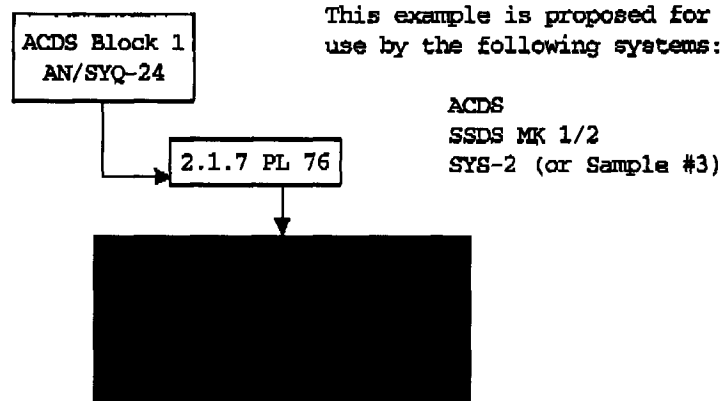 This example is proposed for
use by the following systems:
ACDS Block 1
AN/SYQ-24
ACDS
SSDS MK 1/2
SYS-2 (or Sample #3)
2.1.7 PL 76